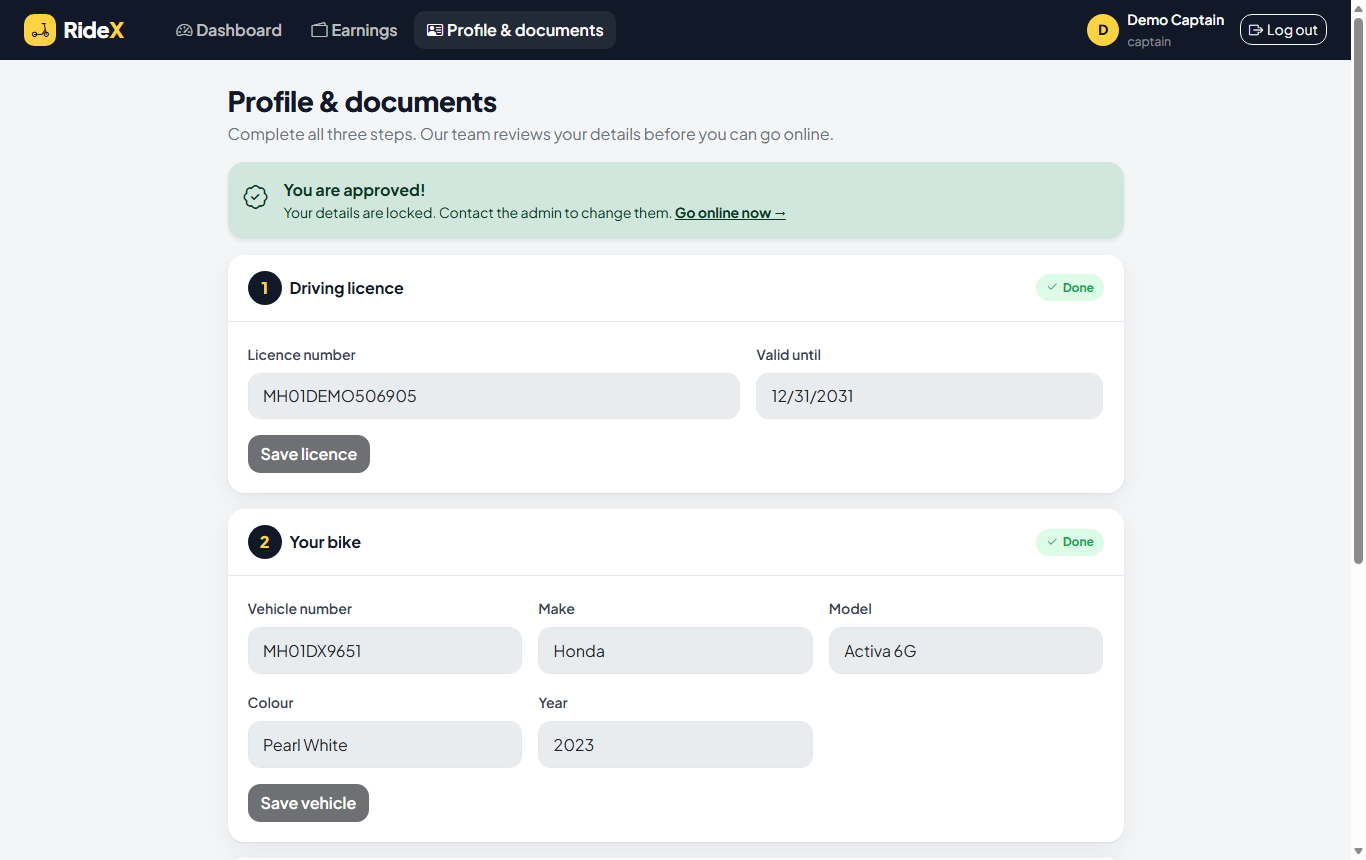 RideX Dashboard Earnings Profile & documents D Demo Captain Log out
captain
Profile & documents
Complete all three steps. Our team reviews your details before you can go online.
You are approved!
Your details are locked. Contact the admin to change them. Go online now →
1 Driving licence Done
Licence number Valid until
MH01DEMO506905 12/31/2031
Save licence
2 Your bike Done
Vehicle number Make Model
MH01DX9651 Honda Activa 6G
Colour Year
Pearl White 2023
Save vehicle